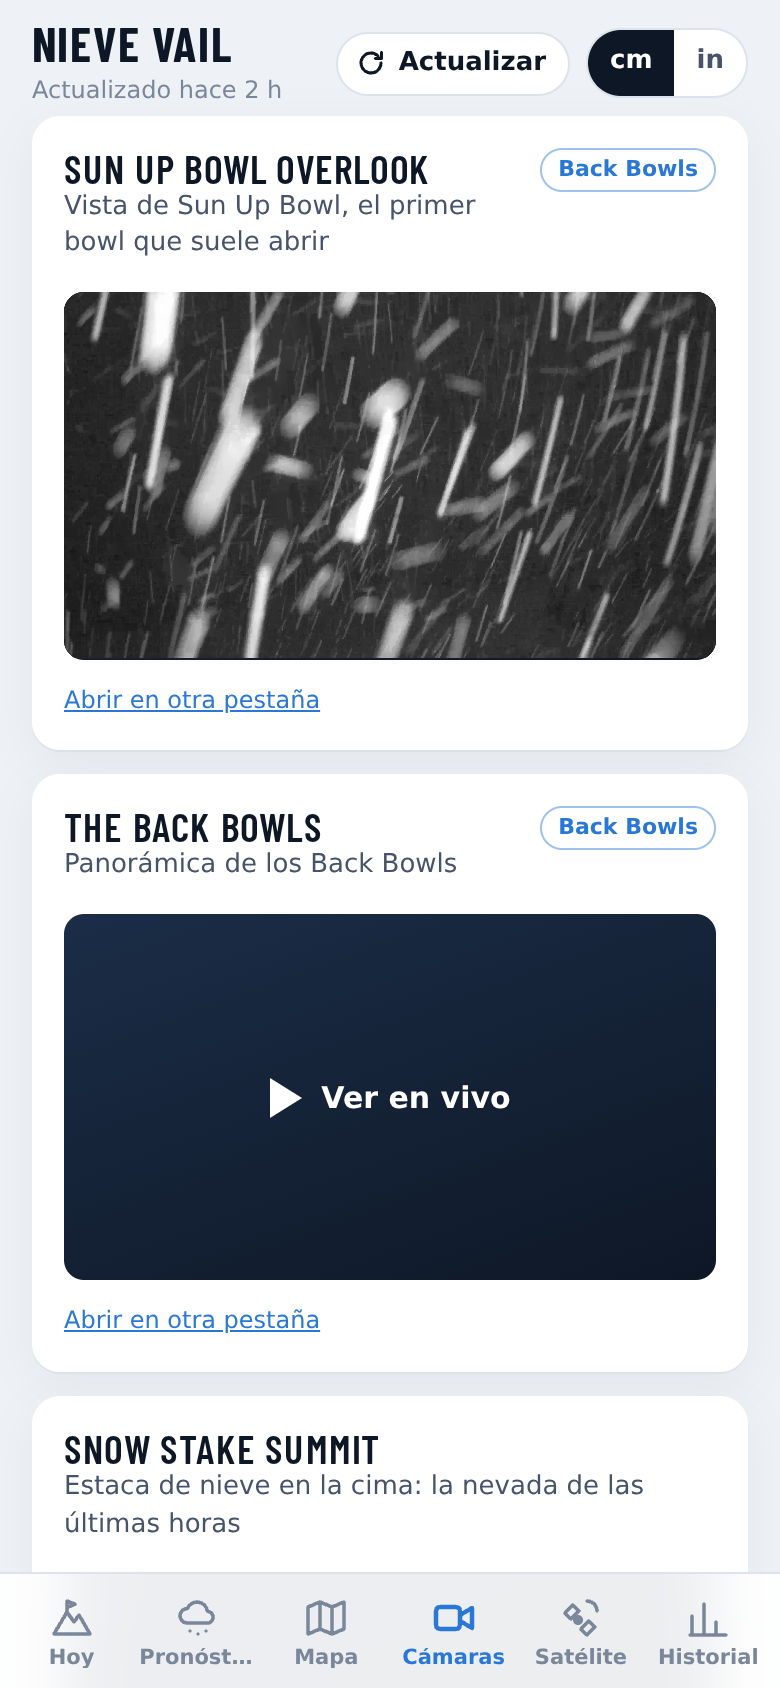 NIEVE VAIL
Actualizado hace 2 h
Actualizar
cm
in
SUN UP BOWL OVERLOOK
Back Bowls
Vista de Sun Up Bowl, el primer
bowl que suele abrir
Abrir en otra pestaña
THE BACK BOWLS
Back Bowls
Panorámica de los Back Bowls
Ver en vivo
Abrir en otra pestaña
SNOW STAKE SUMMIT
Estaca de nieve en la cima: la nevada de las
últimas horas
Hoy
Pronóst...
Mapa
Cámaras
Satélite
Historial